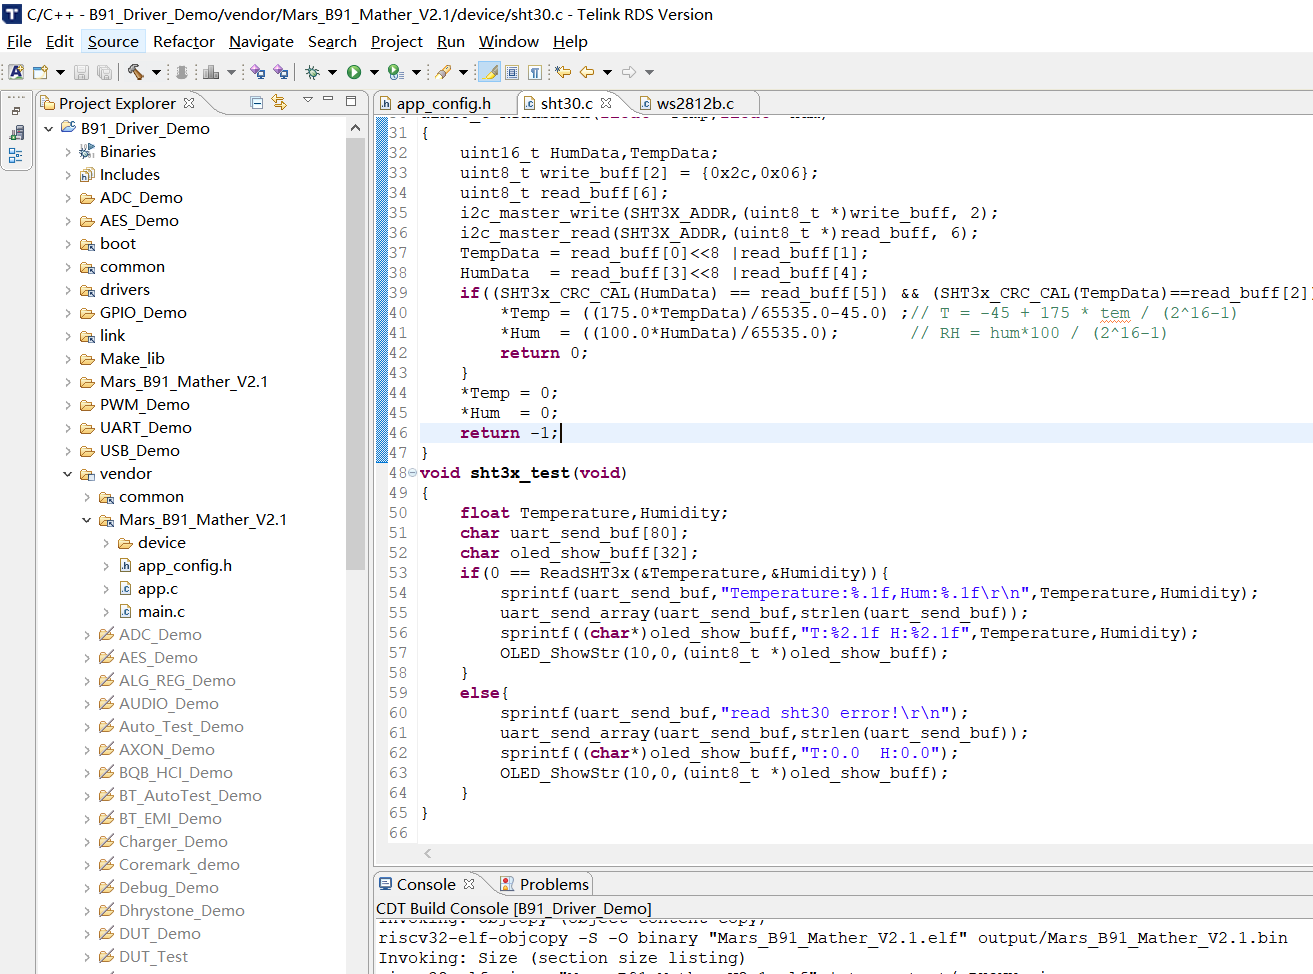 C/C++ - B91_Driver_Demo/vendor/Mars_B91_Mather_V2.1/device/sht30.c - Telink RDS Version
File Edit Source Refactor Navigate Search Project Run Window Help
Project Explorer
B91_Driver_Demo
Binaries
Includes
ADC_Demo
AES_Demo
boot
common
drivers
GPIO_Demo
link
Make_lib
Mars_B91_Mather_V2.1
PWM_Demo
UART_Demo
USB_Demo
vendor
common
Mars_B91_Mather_V2.1
device
app_config.h
app.c
main.c
ADC_Demo
AES_Demo
ALG_REG_Demo
AUDIO_Demo
Auto_Test_Demo
AXON_Demo
BQB_HCI_Demo
BT_AutoTest_Demo
BT_EMI_Demo
Charger_Demo
Coremark_demo
Debug_Demo
Dhrystone_Demo
DUT_Demo
DUT_Test
app_config.h sht30.c ws2812b.c
31 {
32     uint16_t HumData,TempData;
33     uint8_t write_buff[2] = {0x2c,0x06};
34     uint8_t read_buff[6];
35     i2c_master_write(SHT3X_ADDR,(uint8_t *)write_buff, 2);
36     i2c_master_read(SHT3X_ADDR,(uint8_t *)read_buff, 6);
37     TempData = read_buff[0]<<8 |read_buff[1];
38     HumData  = read_buff[3]<<8 |read_buff[4];
39     if((SHT3x_CRC_CAL(HumData) == read_buff[5]) && (SHT3x_CRC_CAL(TempData)==read_buff[2]
40         *Temp = ((175.0*TempData)/65535.0-45.0) ;// T = -45 + 175 * tem / (2^16-1)
41         *Hum  = ((100.0*HumData)/65535.0);       // RH = hum*100 / (2^16-1)
42         return 0;
43     }
44     *Temp = 0;
45     *Hum  = 0;
46     return -1;
47 }
48 void sht3x_test(void)
49 {
50     float Temperature,Humidity;
51     char uart_send_buf[80];
52     char oled_show_buff[32];
53     if(0 == ReadSHT3x(&Temperature,&Humidity)){
54         sprintf(uart_send_buf,"Temperature:%.1f,Hum:%.1f\r\n",Temperature,Humidity);
55         uart_send_array(uart_send_buf,strlen(uart_send_buf));
56         sprintf((char*)oled_show_buff,"T:%2.1f H:%2.1f",Temperature,Humidity);
57         OLED_ShowStr(10,0,(uint8_t *)oled_show_buff);
58     }
59     else{
60         sprintf(uart_send_buf,"read sht30 error!\r\n");
61         uart_send_array(uart_send_buf,strlen(uart_send_buf));
62         sprintf((char*)oled_show_buff,"T:0.0  H:0.0");
63         OLED_ShowStr(10,0,(uint8_t *)oled_show_buff);
64     }
65 }
66
Console Problems
CDT Build Console [B91_Driver_Demo]
Invoking: Objcopy (object content copy)
riscv32-elf-objcopy -S -O binary "Mars_B91_Mather_V2.1.elf" output/Mars_B91_Mather_V2.1.bin
Invoking: Size (section size listing)